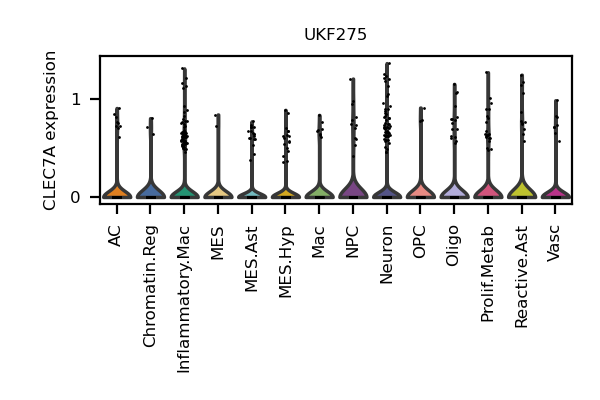 UKF275
CLEC7A expression
1
0
AC
Chromatin.Reg
Inflammatory.Mac
MES
MES.Ast
MES.Hyp
Mac
NPC
Neuron
OPC
Oligo
Prolif.Metab
Reactive.Ast
Vasc